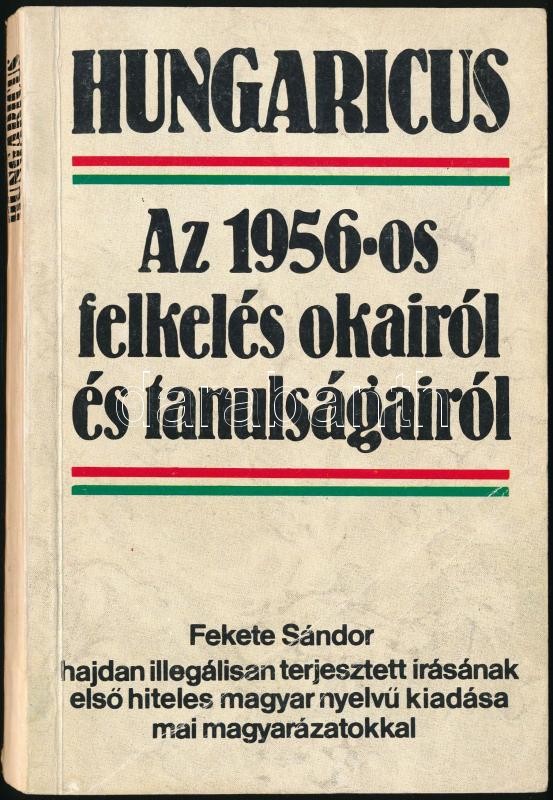 HUNGARICUS
HUNGARICUS
Az 1956-os
felkelés okairól
és tanulságairól
darabanth
Fekete Sándor
hajdan illegálisan terjesztett írásának
első hiteles magyar nyelvű kiadása
mai magyarázatokkal